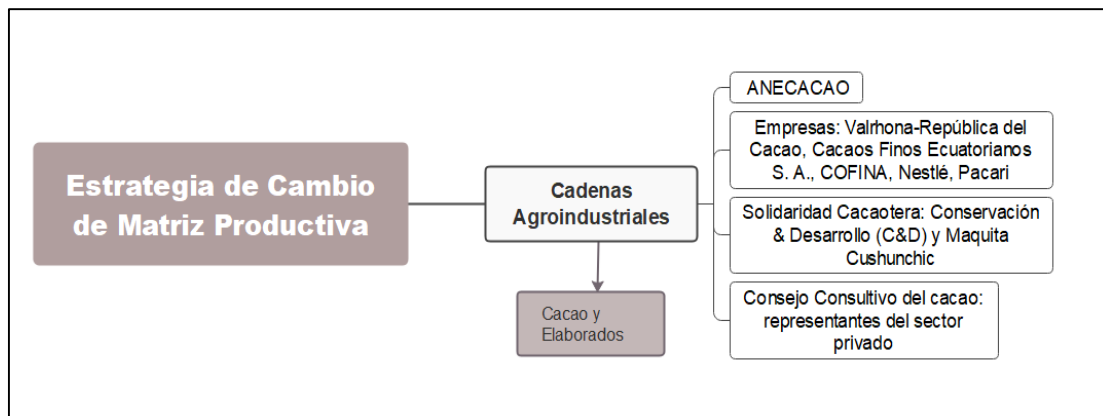 Estrategia de Cambio
de Matriz Productiva
Cadenas
Agroindustriales
Cacao y
Elaborados
ANECACAO
Empresas: Valrhona-República del
Cacao, Cacaos Finos Ecuatorianos
S. A., COFINA, Nestlé, Pacari
Solidaridad Cacaotera: Conservación
& Desarrollo (C&D) y Maquita
Cushunchic
Consejo Consultivo del cacao:
representantes del sector
privado